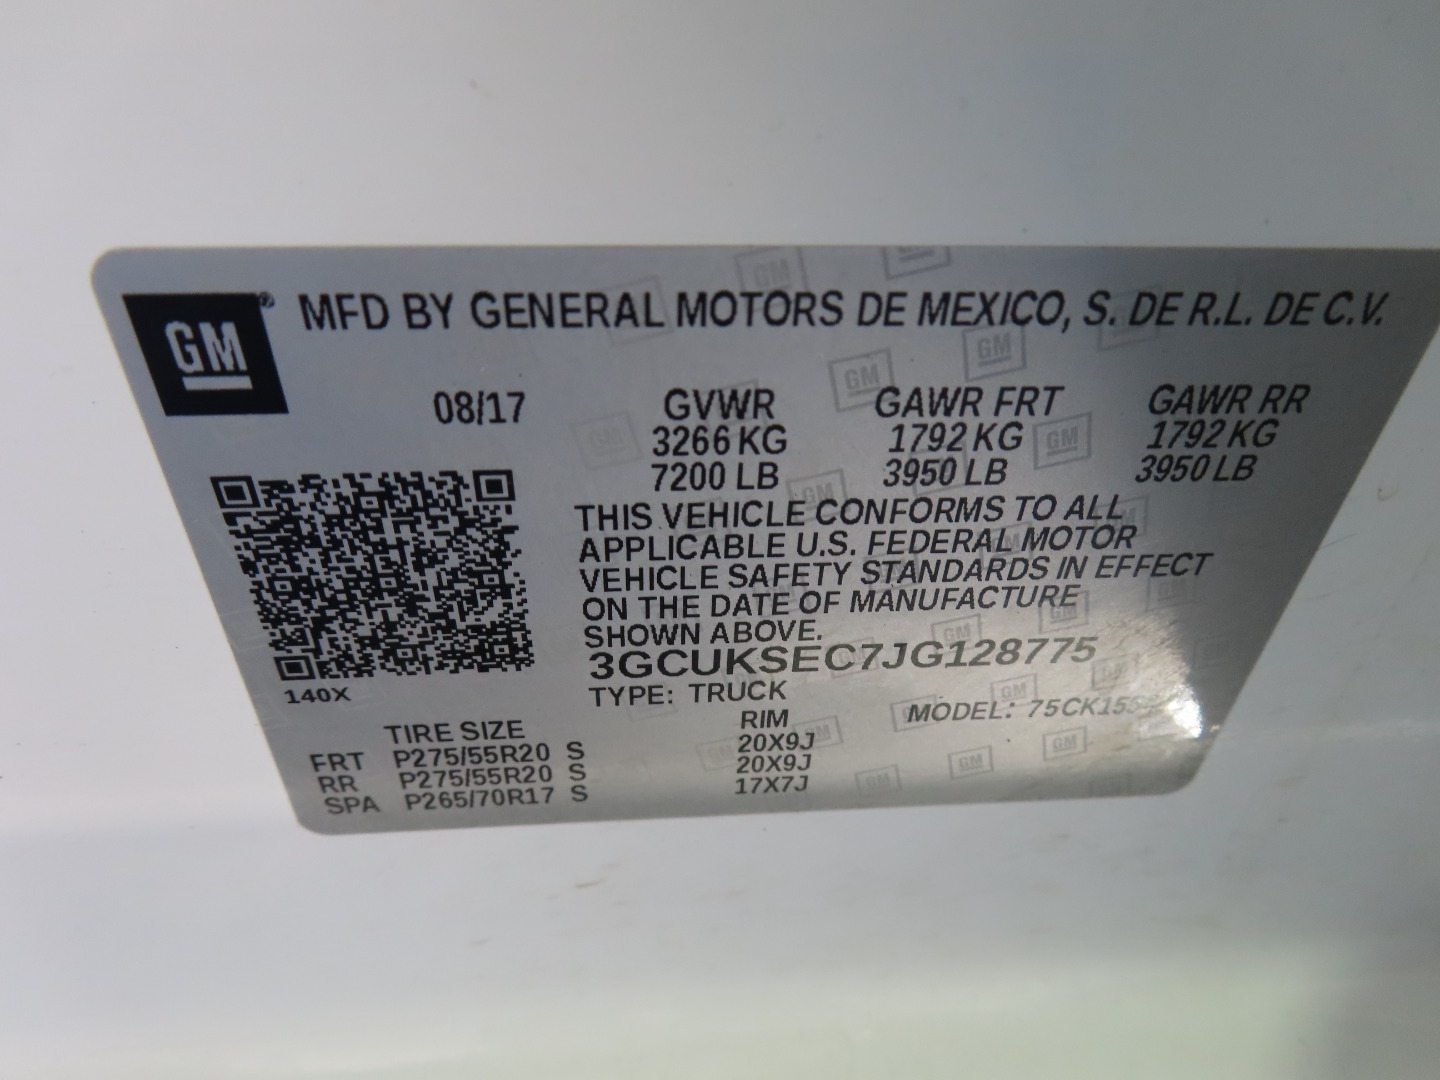 GM® MFD BY GENERAL MOTORS DE MEXICO, S. DE R.L. DE C.V.
08/17 GVWR GAWR FRT GAWR RR
3266 KG 1792 KG 1792 KG
7200 LB 3950 LB 3950 LB
THIS VEHICLE CONFORMS TO ALL
APPLICABLE U.S. FEDERAL MOTOR
VEHICLE SAFETY STANDARDS IN EFFECT
ON THE DATE OF MANUFACTURE
SHOWN ABOVE.
3GCUKSEC7JG128775
140X TYPE: TRUCK MODEL:
TIRE SIZE RIM
FRT P275/55R20 S 20X9J
RR P275/55R20 S 20X9J
SPA P265/70R17 S 17X7J